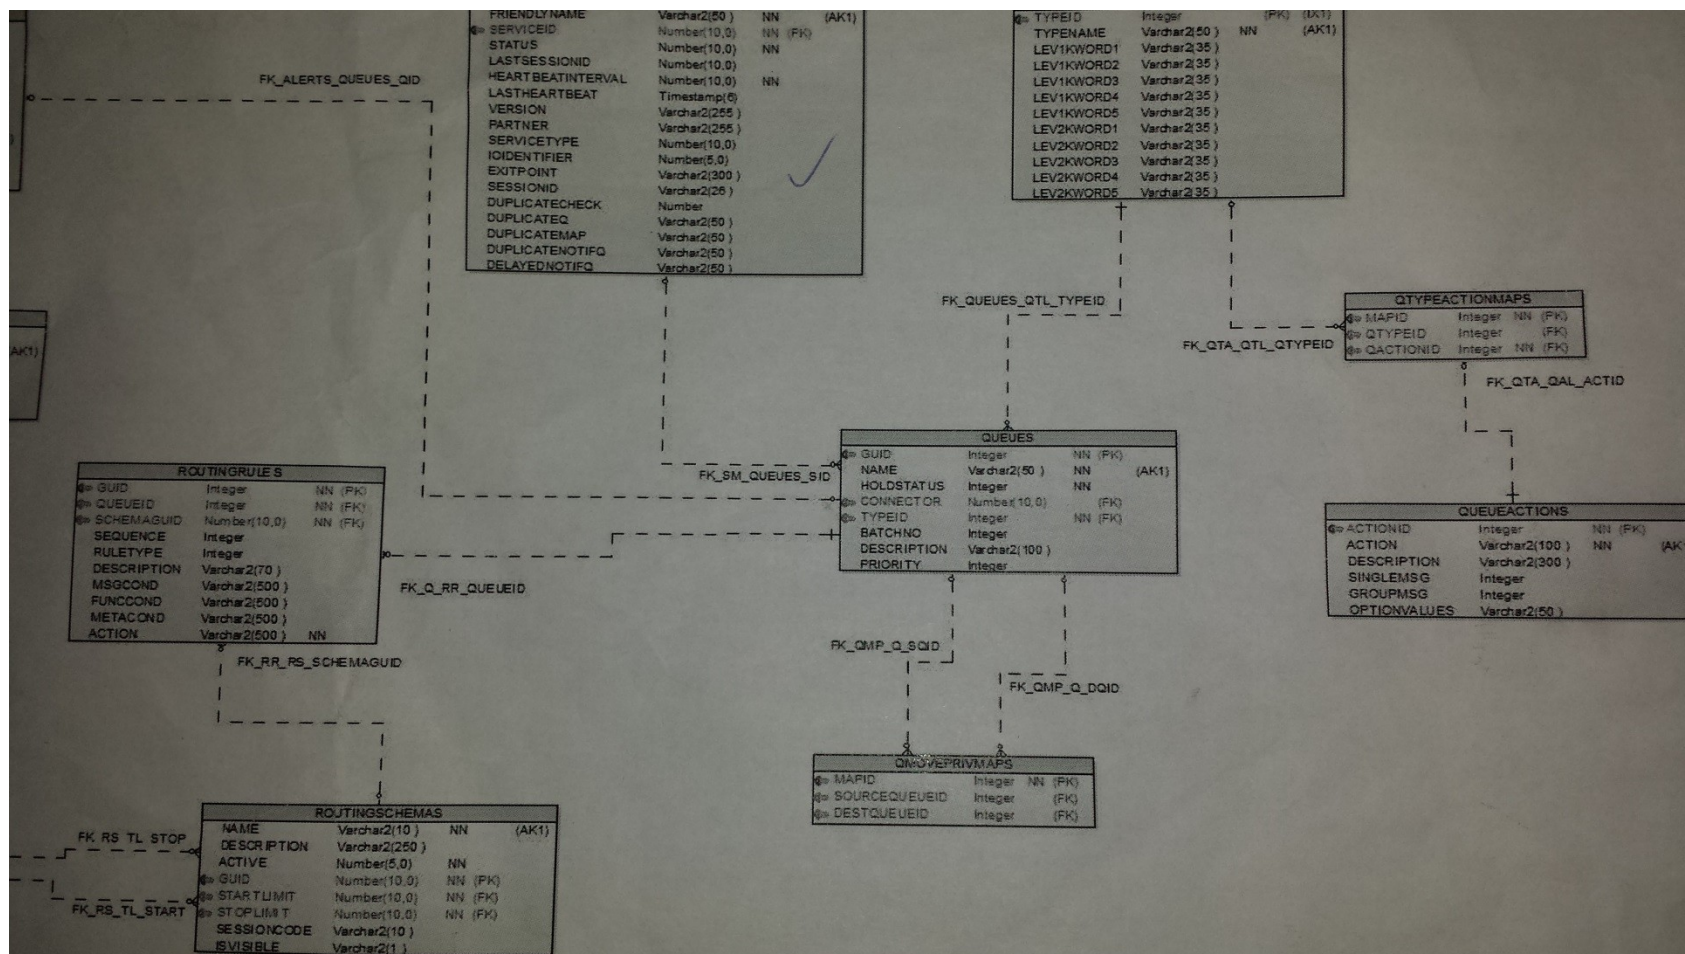 FRIENDLYNAME Varchar2(50 ) NN (AK1)
SERVICEID Number(10,0) NN (PK)
STATUS Number(10,0) NN
LASTSESSIONID Number(10,0)
HEARTBEATINTERVAL Number(10,0) NN
LASTHEARTBEAT Timestamp(6)
VERSION Varchar2(255 )
PARTNER Varchar2(255 )
SERVICETYPE Number(10,0)
IOIDENTIFIER Number(5,0)
EXITPOINT Varchar2(300 )
SESSIONID Varchar2(26 )
DUPLICATECHECK Number
DUPLICATEQ Varchar2(50 )
DUPLICATEMAP Varchar2(50 )
DUPLICATENOTIFQ Varchar2(50 )
DELAYEDNOTIFQ Varchar2(50 )
TYPEID Integer (PK) (IX1)
TYPENAME Varchar2(50 ) NN (AK1)
LEV1KWORD1 Varchar2(35 )
LEV1KWORD2 Varchar2(35 )
LEV1KWORD3 Varchar2(35 )
LEV1KWORD4 Varchar2(35 )
LEV1KWORD5 Varchar2(35 )
LEV2KWORD1 Varchar2(35 )
LEV2KWORD2 Varchar2(35 )
LEV2KWORD3 Varchar2(35 )
LEV2KWORD4 Varchar2(35 )
LEV2KWORD5 Varchar2(35 )
FK_ALERTS_QUEUES_QID
FK_QUEUES_QTL_TYPEID
FK_QTA_QTL_QTYPEID
QTYPEACTIONMAPS
MAPID Integer NN (PK)
QTYPEID Integer (FK)
QACTIONID Integer NN (FK)
FK_QTA_QAL_ACTID
(AK1)
QUEUES
GUID Integer NN (PK)
NAME Varchar2(50 ) NN (AK1)
HOLDSTATUS Integer NN
CONNECTOR Number(10,0) (FK)
TYPEID Integer NN (FK)
BATCHNO Integer
DESCRIPTION Varchar2(100 )
PRIORITY Integer
FK_SM_QUEUES_SID
ROUTINGRULES
GUID Integer NN (PK)
QUEUEID Integer NN (FK)
SCHEMAGUID Number(10,0) NN (FK)
SEQUENCE Integer
RULETYPE Integer
DESCRIPTION Varchar2(70 )
MSGCOND Varchar2(500 )
FUNCCOND Varchar2(500 )
METACOND Varchar2(500 )
ACTION Varchar2(500 ) NN
FK_Q_RR_QUEUEID
QUEUEACTIONS
ACTIONID Integer NN (PK)
ACTION Varchar2(100 ) NN (AK
DESCRIPTION Varchar2(300 )
SINGLEMSG Integer
GROUPMSG Integer
OPTIONVALUES Varchar2(50 )
FK_QMP_Q_SQID
FK_RR_RS_SCHEMAGUID
FK_QMP_Q_DQID
QMOVEPRIVMAPS
MAPID Integer NN (PK)
SOURCEQUEUEID Integer (FK)
DESTQUEUEID Integer (FK)
ROUTINGSCHEMAS
NAME Varchar2(10 ) NN (AK1)
DESCRIPTION Varchar2(250 )
ACTIVE Number(5,0) NN
GUID Number(10,0) NN (PK)
STARTLIMIT Number(10,0) NN (FK)
STOPLIMIT Number(10,0) NN (FK)
SESSIONCODE Varchar2(10 )
ISVISIBLE Varchar2(1 )
FK_RS_TL_STOP
FK_RS_TL_START